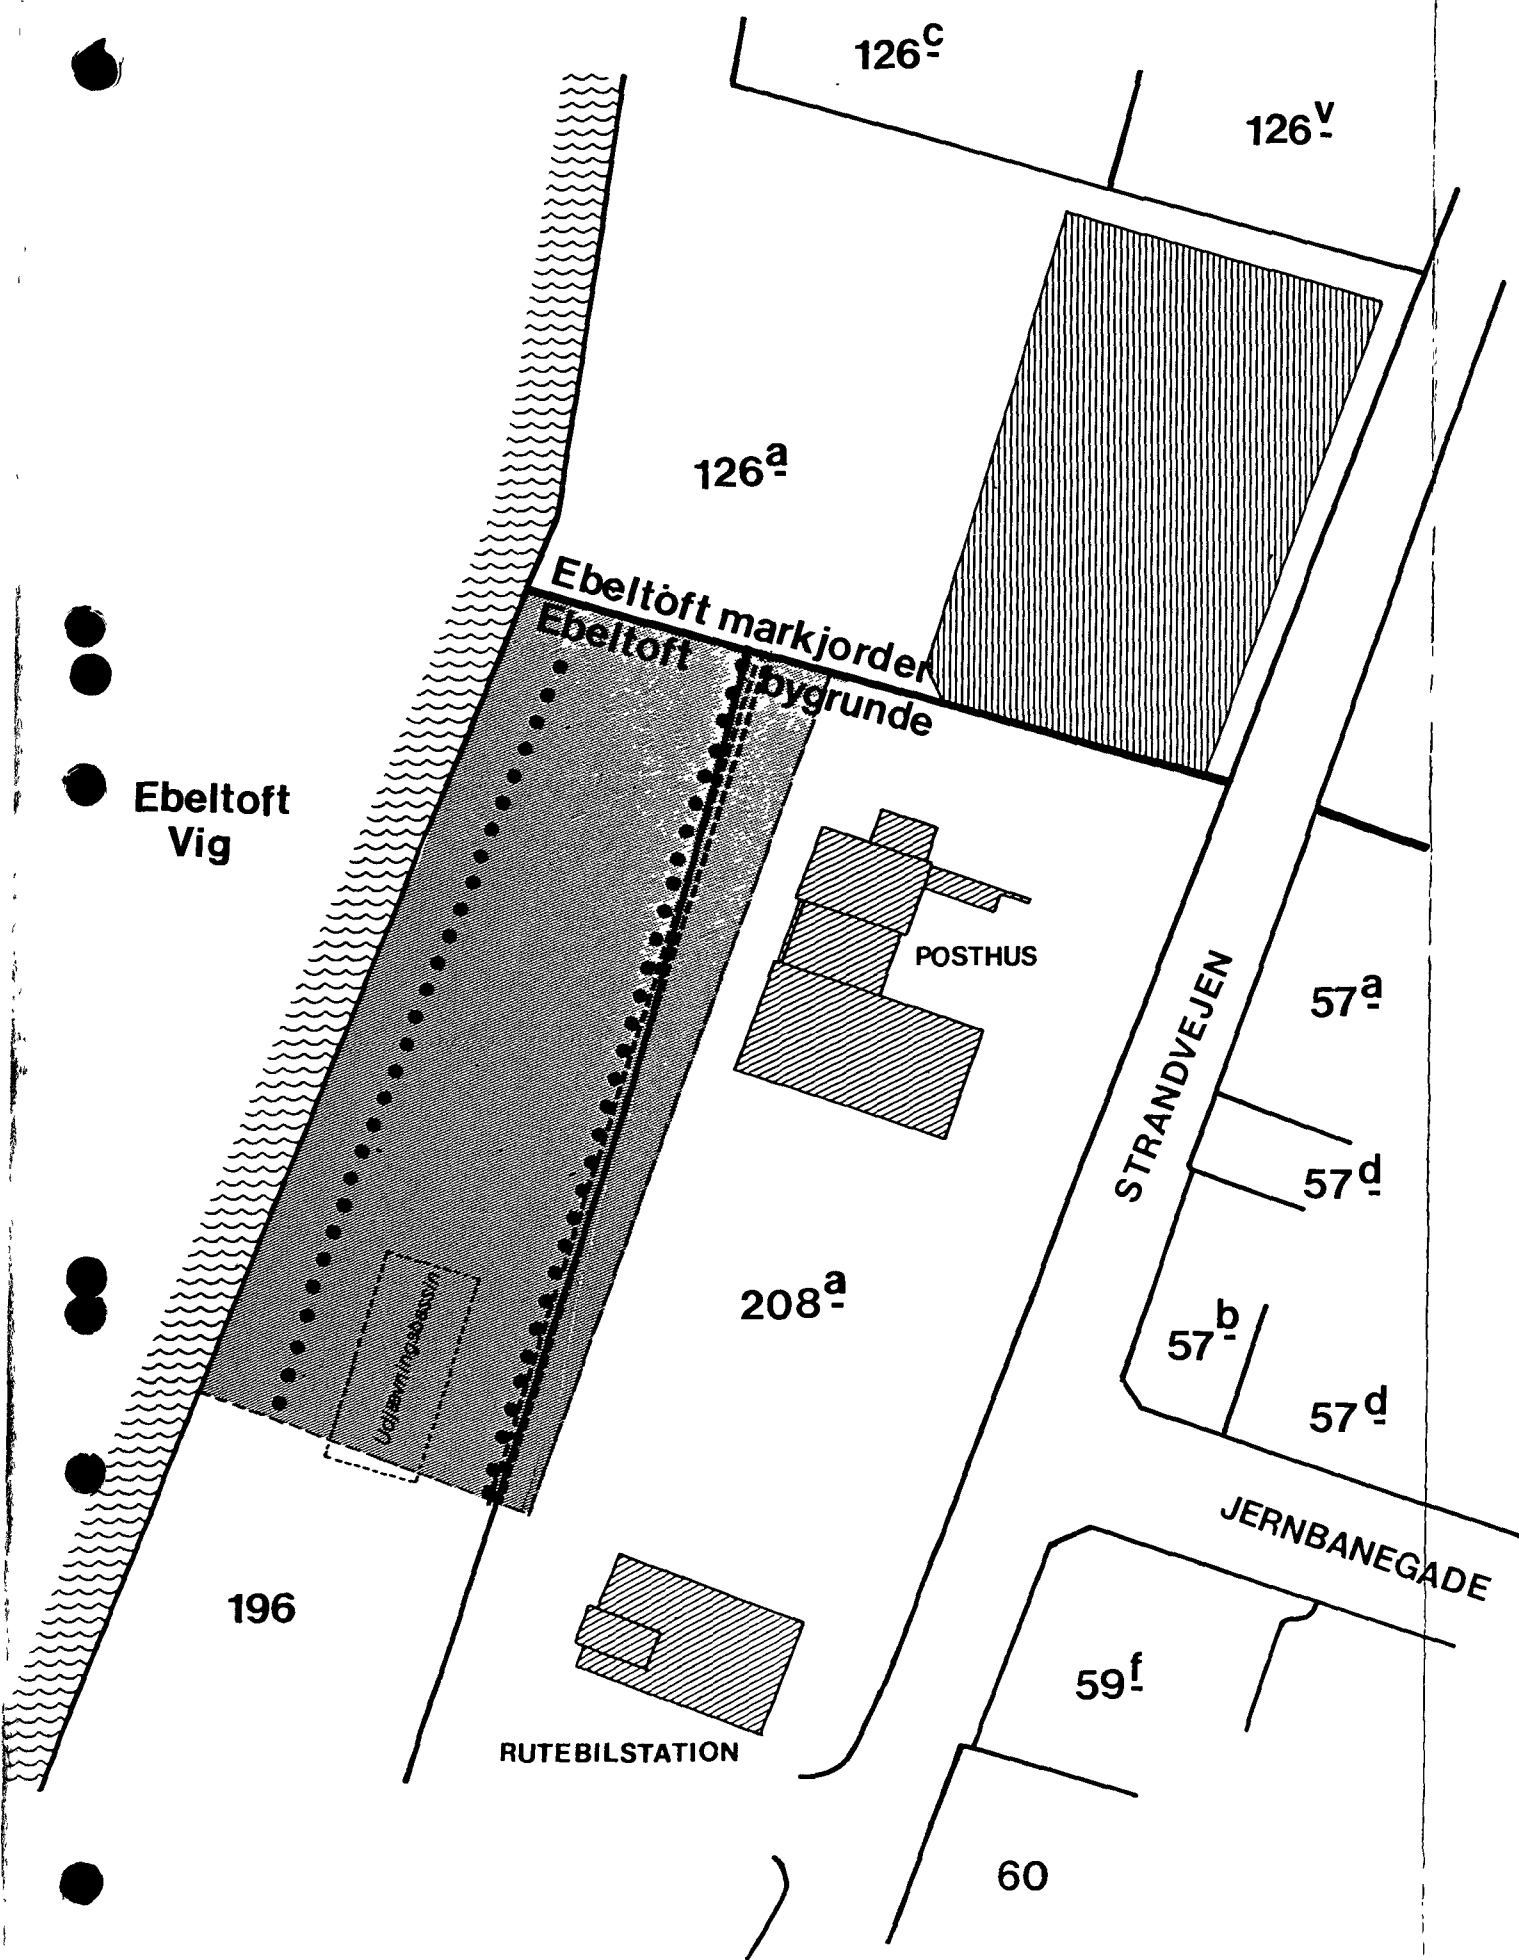 126c
126v
126a
Ebeltoft markjorder
Ebeltoft bygrunde
Ebeltoft
Vig
POSTHUS
57a
STRANDVEJEN
57d
208a
57b
Udjævningsbassin
57d
JERNBANEGADE
196
59f
RUTEBILSTATION
60